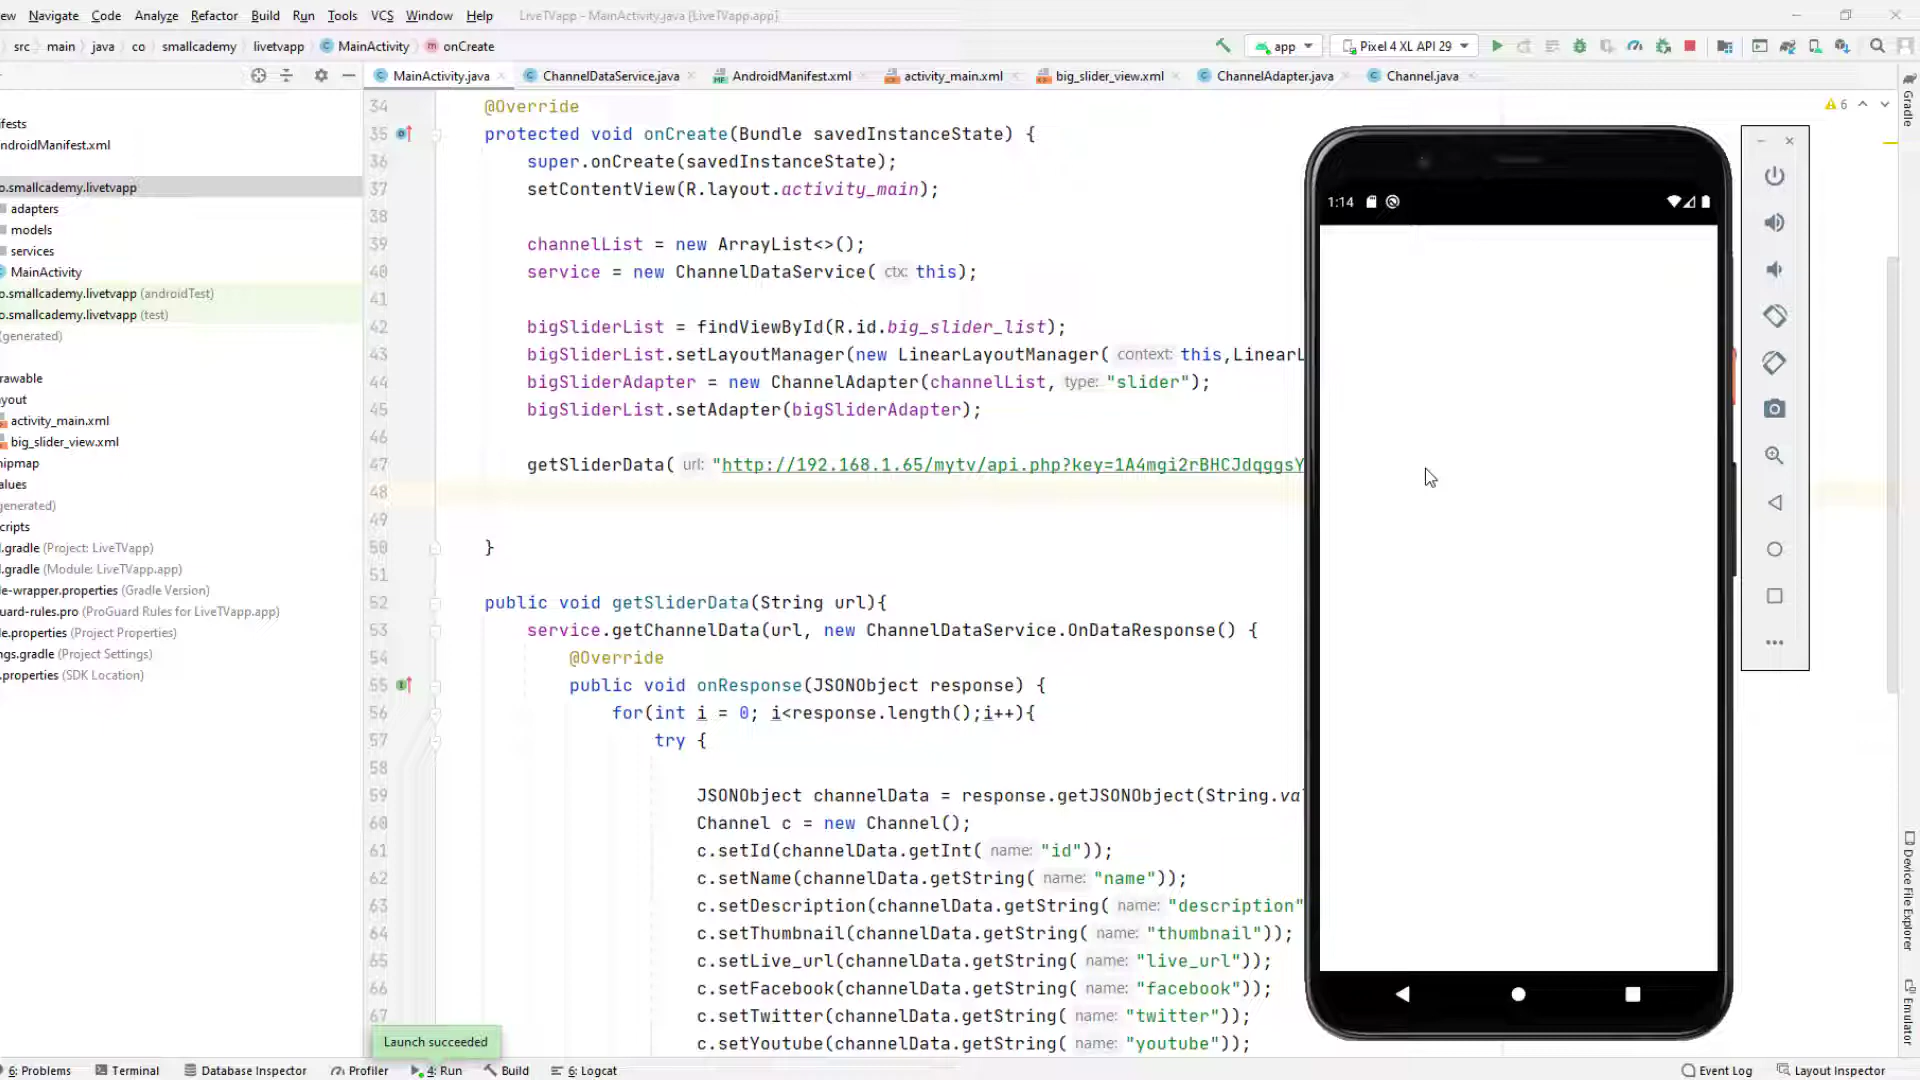 ew Navigate Code Analyze Refactor Build Run Tools VCS Window Help LiveTVapp - MainActivity.java [LiveTVapp.app]
src main java co smallcademy livetvapp MainActivity onCreate app Pixel 4 XL API 29
MainActivity.java ChannelDataService.java AndroidManifest.xml activity_main.xml big_slider_view.xml ChannelAdapter.java Channel.java
Gradle
6
ifests
ndroidManifest.xml
o.smallcademy.livetvapp
adapters
models
services
MainActivity
o.smallcademy.livetvapp (androidTest)
o.smallcademy.livetvapp (test)
(generated)
rawable
ayout
activity_main.xml
big_slider_view.xml
nipmap
alues
generated)
cripts
l.gradle (Project: LiveTVapp)
l.gradle (Module: LiveTVapp.app)
le-wrapper.properties (Gradle Version)
uard-rules.pro (ProGuard Rules for LiveTVapp.app)
le.properties (Project Properties)
ngs.gradle (Project Settings)
.properties (SDK Location)
34 @Override
35 protected void onCreate(Bundle savedInstanceState) {
36 super.onCreate(savedInstanceState);
37 setContentView(R.layout.activity_main);
38
39 channelList = new ArrayList<>();
40 service = new ChannelDataService( ctx: this);
41
42 bigSliderList = findViewById(R.id.big_slider_list);
43 bigSliderList.setLayoutManager(new LinearLayoutManager( context: this,LinearL
44 bigSliderAdapter = new ChannelAdapter(channelList, type: "slider");
45 bigSliderList.setAdapter(bigSliderAdapter);
46
47 getSliderData( url: "http://192.168.1.65/mytv/api.php?key=1A4mgi2rBHCJdqggsY
48
49
50 }
51
52 public void getSliderData(String url){
53 service.getChannelData(url, new ChannelDataService.OnDataResponse() {
54 @Override
55 public void onResponse(JSONObject response) {
56 for(int i = 0; i<response.length();i++){
57 try {
58
59 JSONObject channelData = response.getJSONObject(String.va
60 Channel c = new Channel();
61 c.setId(channelData.getInt( name: "id"));
62 c.setName(channelData.getString( name: "name"));
63 c.setDescription(channelData.getString( name: "description"
64 c.setThumbnail(channelData.getString( name: "thumbnail"));
65 c.setLive_url(channelData.getString( name: "live_url"));
66 c.setFacebook(channelData.getString( name: "facebook"));
67 c.setTwitter(channelData.getString( name: "twitter"));
c.setYoutube(channelData.getString( name: "youtube"));
1:14
Device File Explorer
Emulator
Launch succeeded
6: Problems Terminal Database Inspector Profiler 4: Run Build 6: Logcat Event Log Layout Inspector